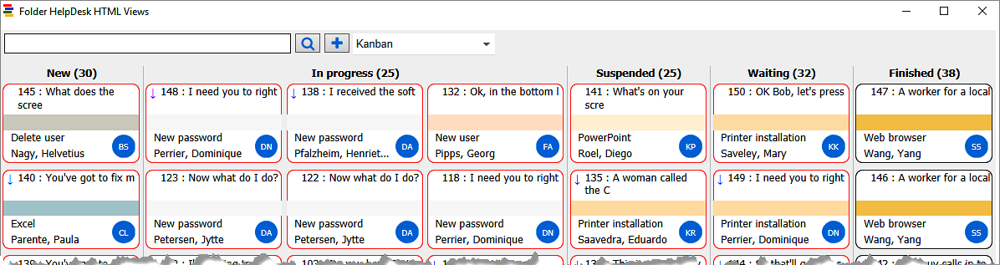 Folder HelpDesk HTML Views
Kanban
New (30)
In progress (25)
Suspended (25)
Waiting (32)
Finished (38)
145 : What does the
scree
Delete user
Nagy, Helvetius
BS
↓ 148 : I need you to right
New password
Perrier, Dominique
DN
↓ 138 : I received the soft
New password
Pfalzheim, Henriet...
DA
132 : Ok, in the bottom l
New user
Pipps, Georg
FA
141 : What's on your
scre
PowerPoint
Roel, Diego
KP
150 : OK Bob, let's press
Printer installation
Saveley, Mary
KK
147 : A worker for a local
Web browser
Wang, Yang
SS
↓ 140 : You've got to fix m
Excel
Parente, Paula
CL
123 : Now what do I do?
New password
Petersen, Jytte
DA
122 : Now what do I do?
New password
Petersen, Jytte
DA
118 : I need you to right
New password
Perrier, Dominique
DN
↓ 135 : A woman called
the C
Printer installation
Saavedra, Eduardo
KR
↓ 149 : I need you to right
Printer installation
Perrier, Dominique
DN
146 : A worker for a local
Web browser
Wang, Yang
SS